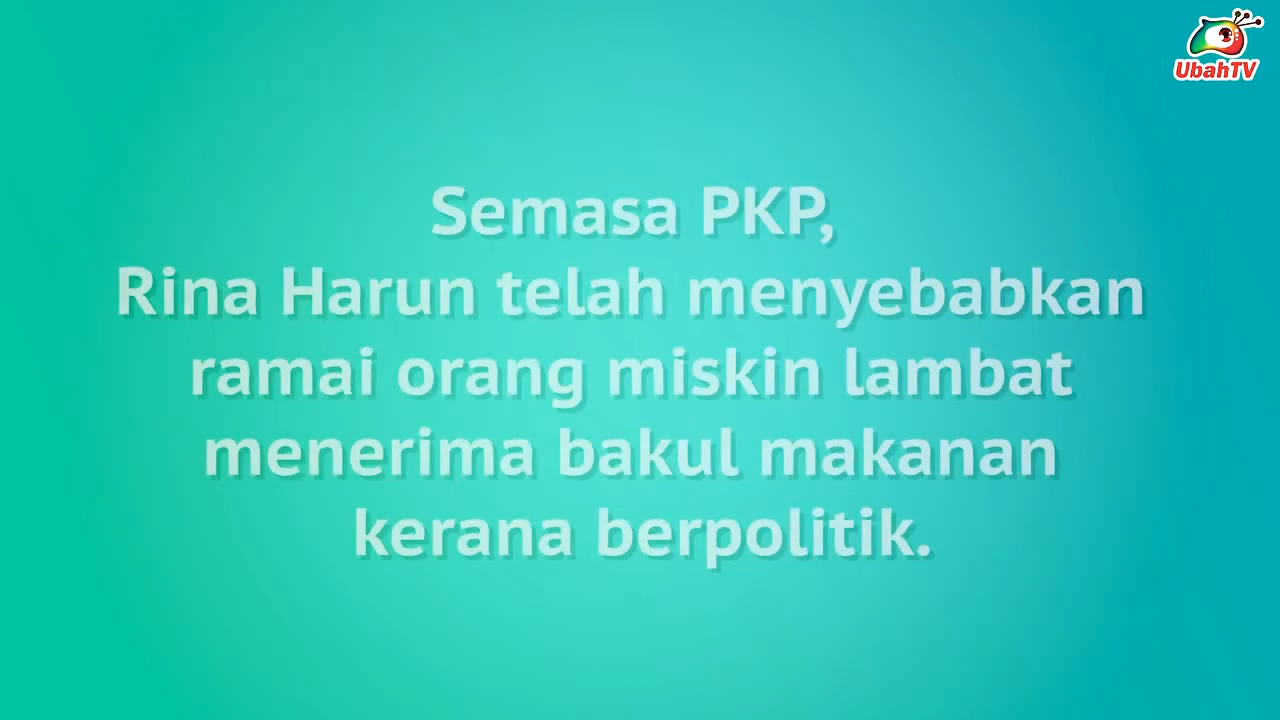 UbahTV
Semasa PKP,
Rina Harun telah menyebabkan
ramai orang miskin lambat
menerima bakul makanan
kerana berpolitik.